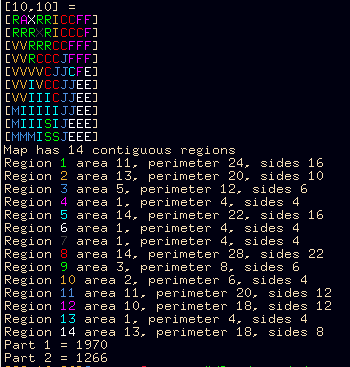 [10,10] =
[RAXRRICCFF]
[RRRXRICCCF]
[VVRRRCCFFF]
[VVRCCCJFFF]
[VVVVCJJCFE]
[VVIVCCJJEE]
[VVIIICJJEE]
[MIIIIIJJEE]
[MIIISIJEEE]
[MMMISSJEEE]
Map has 14 contiguous regions
Region 1 area 11, perimeter 24, sides 16
Region 2 area 13, perimeter 20, sides 10
Region 3 area 5, perimeter 12, sides 6
Region 4 area 1, perimeter 4, sides 4
Region 5 area 14, perimeter 22, sides 16
Region 6 area 1, perimeter 4, sides 4
Region 7 area 1, perimeter 4, sides 4
Region 8 area 14, perimeter 28, sides 22
Region 9 area 3, perimeter 8, sides 6
Region 10 area 2, perimeter 6, sides 4
Region 11 area 11, perimeter 20, sides 12
Region 12 area 10, perimeter 18, sides 12
Region 13 area 1, perimeter 4, sides 4
Region 14 area 13, perimeter 18, sides 8
Part 1 = 1970
Part 2 = 1266